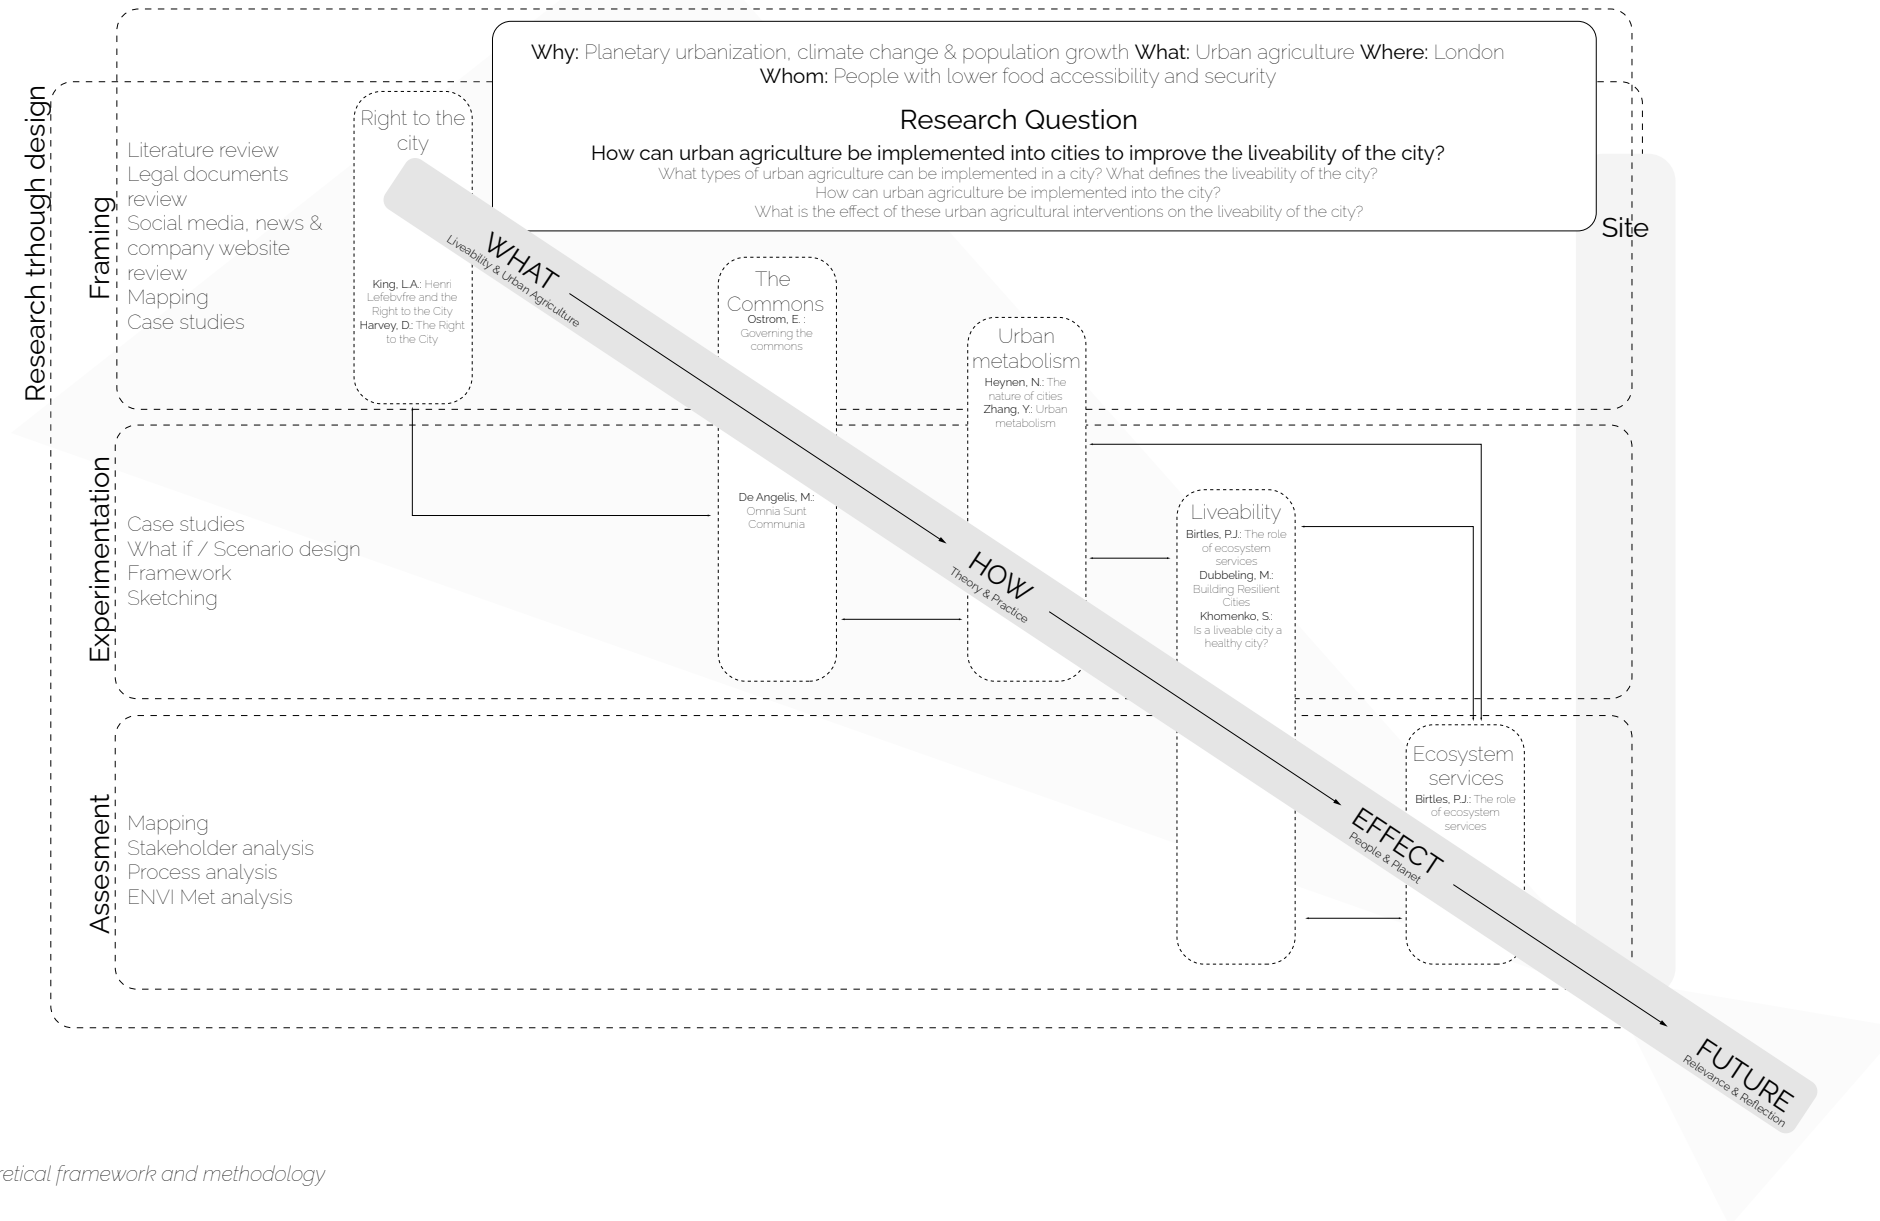 Why: Planetary urbanization, climate change & population growth What: Urban agriculture Where: London
Whom: People with lower food accessibility and security
Research Question
How can urban agriculture be implemented into cities to improve the liveability of the city?
What types of urban agriculture can be implemented in a city? What defines the liveability of the city?
How can urban agriculture be implemented into the city?
What is the effect of these urban agricultural interventions on the liveability of the city?
Site
Research trhough design
Framing
Literature review
Legal documents
review
Social media, news &
company website
review
Mapping
Case studies
Right to the
city
King, L.A.: Henri
Lefebvfre and the
Right to the City
Harvey, D.: The Right
to the City
WHAT
Liveability & Urban Agriculture
The
Commons
Ostrom, E. :
Governing the
commons
De Angelis, M.:
Omnia Sunt
Communia
Urban
metabolism
Heynen, N.: The
nature of cities
Zhang, Y.: Urban
metabolism
Experimentation
Case studies
What if / Scenario design
Framework
Sketching
HOW
Theory & Practice
Liveability
Birtles, P.J.: The role
of ecosystem
services
Dubbeling, M.:
Building Resilient
Cities
Khomenko, S.:
Is a liveable city a
healthy city?
Assesment
Mapping
Stakeholder analysis
Process analysis
ENVI Met analysis
Ecosystem
services
Birtles, P.J.: The role
of ecosystem
services
EFFECT
People & Planet
FUTURE
Relevance & Reflection
retical framework and methodology